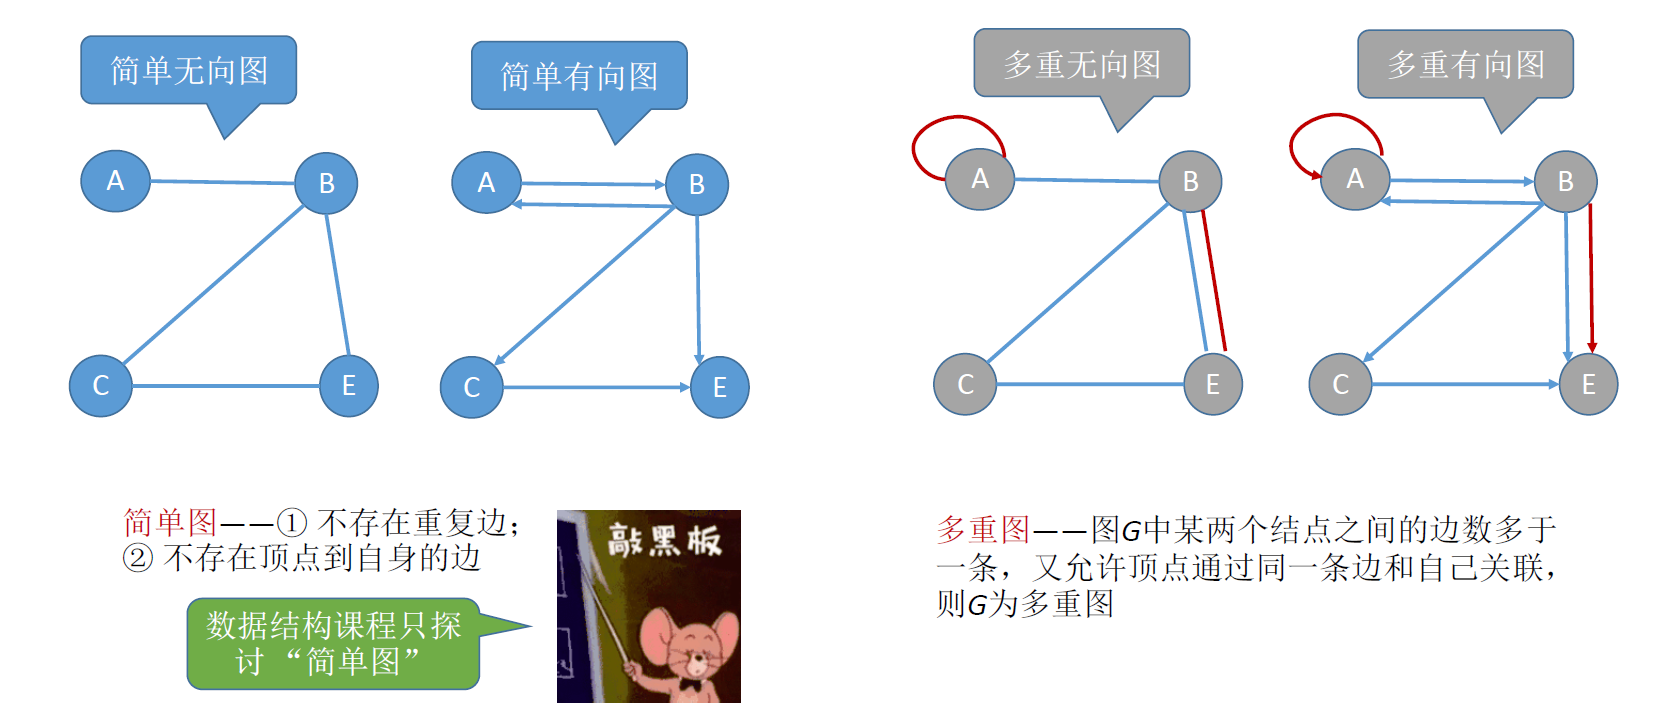 简单无向图
简单有向图
多重无向图
多重有向图
A
B
C
E
A
B
C
E
A
B
C
E
A
B
C
E
简单图——① 不存在重复边；
② 不存在顶点到自身的边
数据结构课程只探
讨“简单图”
敲黑板
多重图——图G中某两个结点之间的边数多于
一条，又允许顶点通过同一条边和自己关联，
则G为多重图